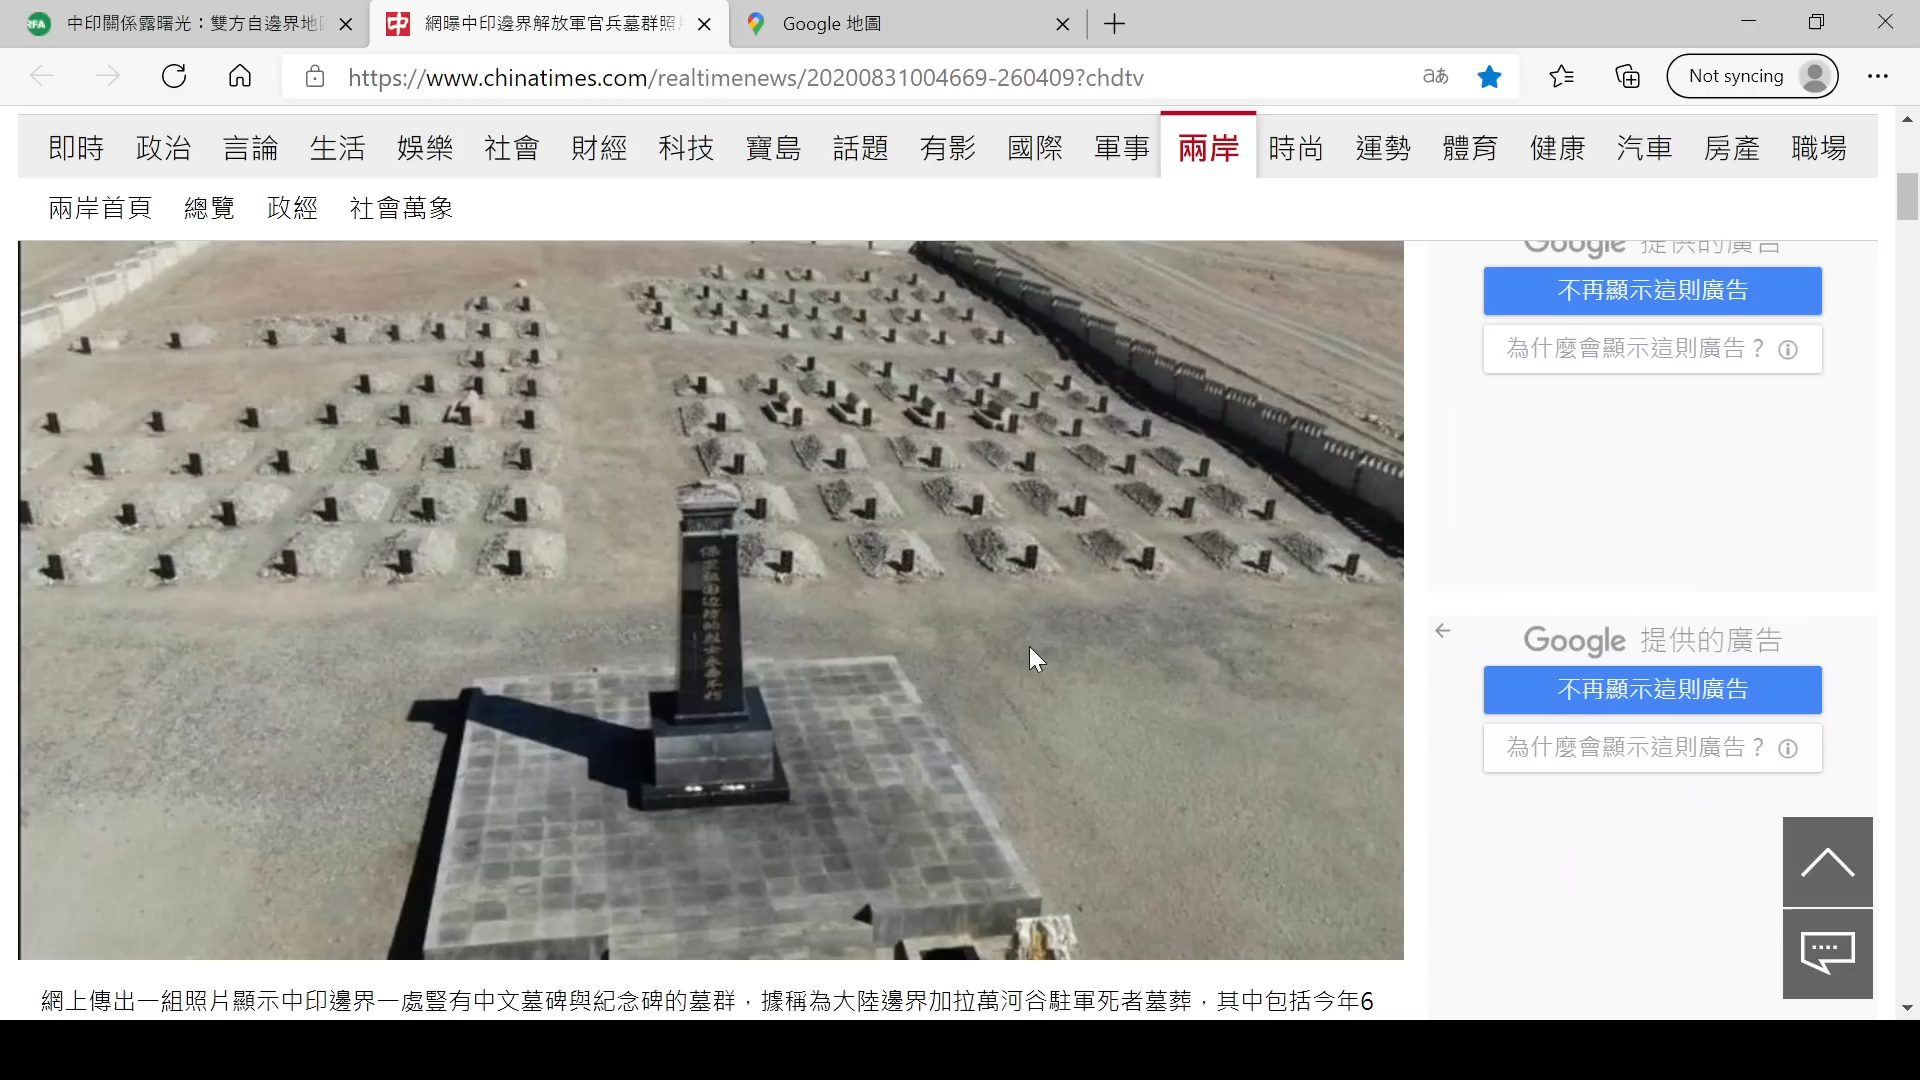 中印關係露曙光：雙方自邊界地
網曝中印邊界解放軍官兵墓群照
Google 地圖
https://www.chinatimes.com/realtimenews/20200831004669-260409?chdtv
aあ
Not syncing
即時 政治 言論 生活 娛樂 社會 財經 科技 寶島 話題 有影 國際 軍事 兩岸 時尚 運勢 體育 健康 汽車 房產 職場
兩岸首頁 總覽 政經 社會萬象
Google 提供的廣告
不再顯示這則廣告
為什麼會顯示這則廣告？
Google 提供的廣告
不再顯示這則廣告
為什麼會顯示這則廣告？
網上傳出一組照片顯示中印邊界一處豎有中文墓碑與紀念碑的墓群，據稱為大陸邊界加拉萬河谷駐軍死者墓葬，其中包括今年6